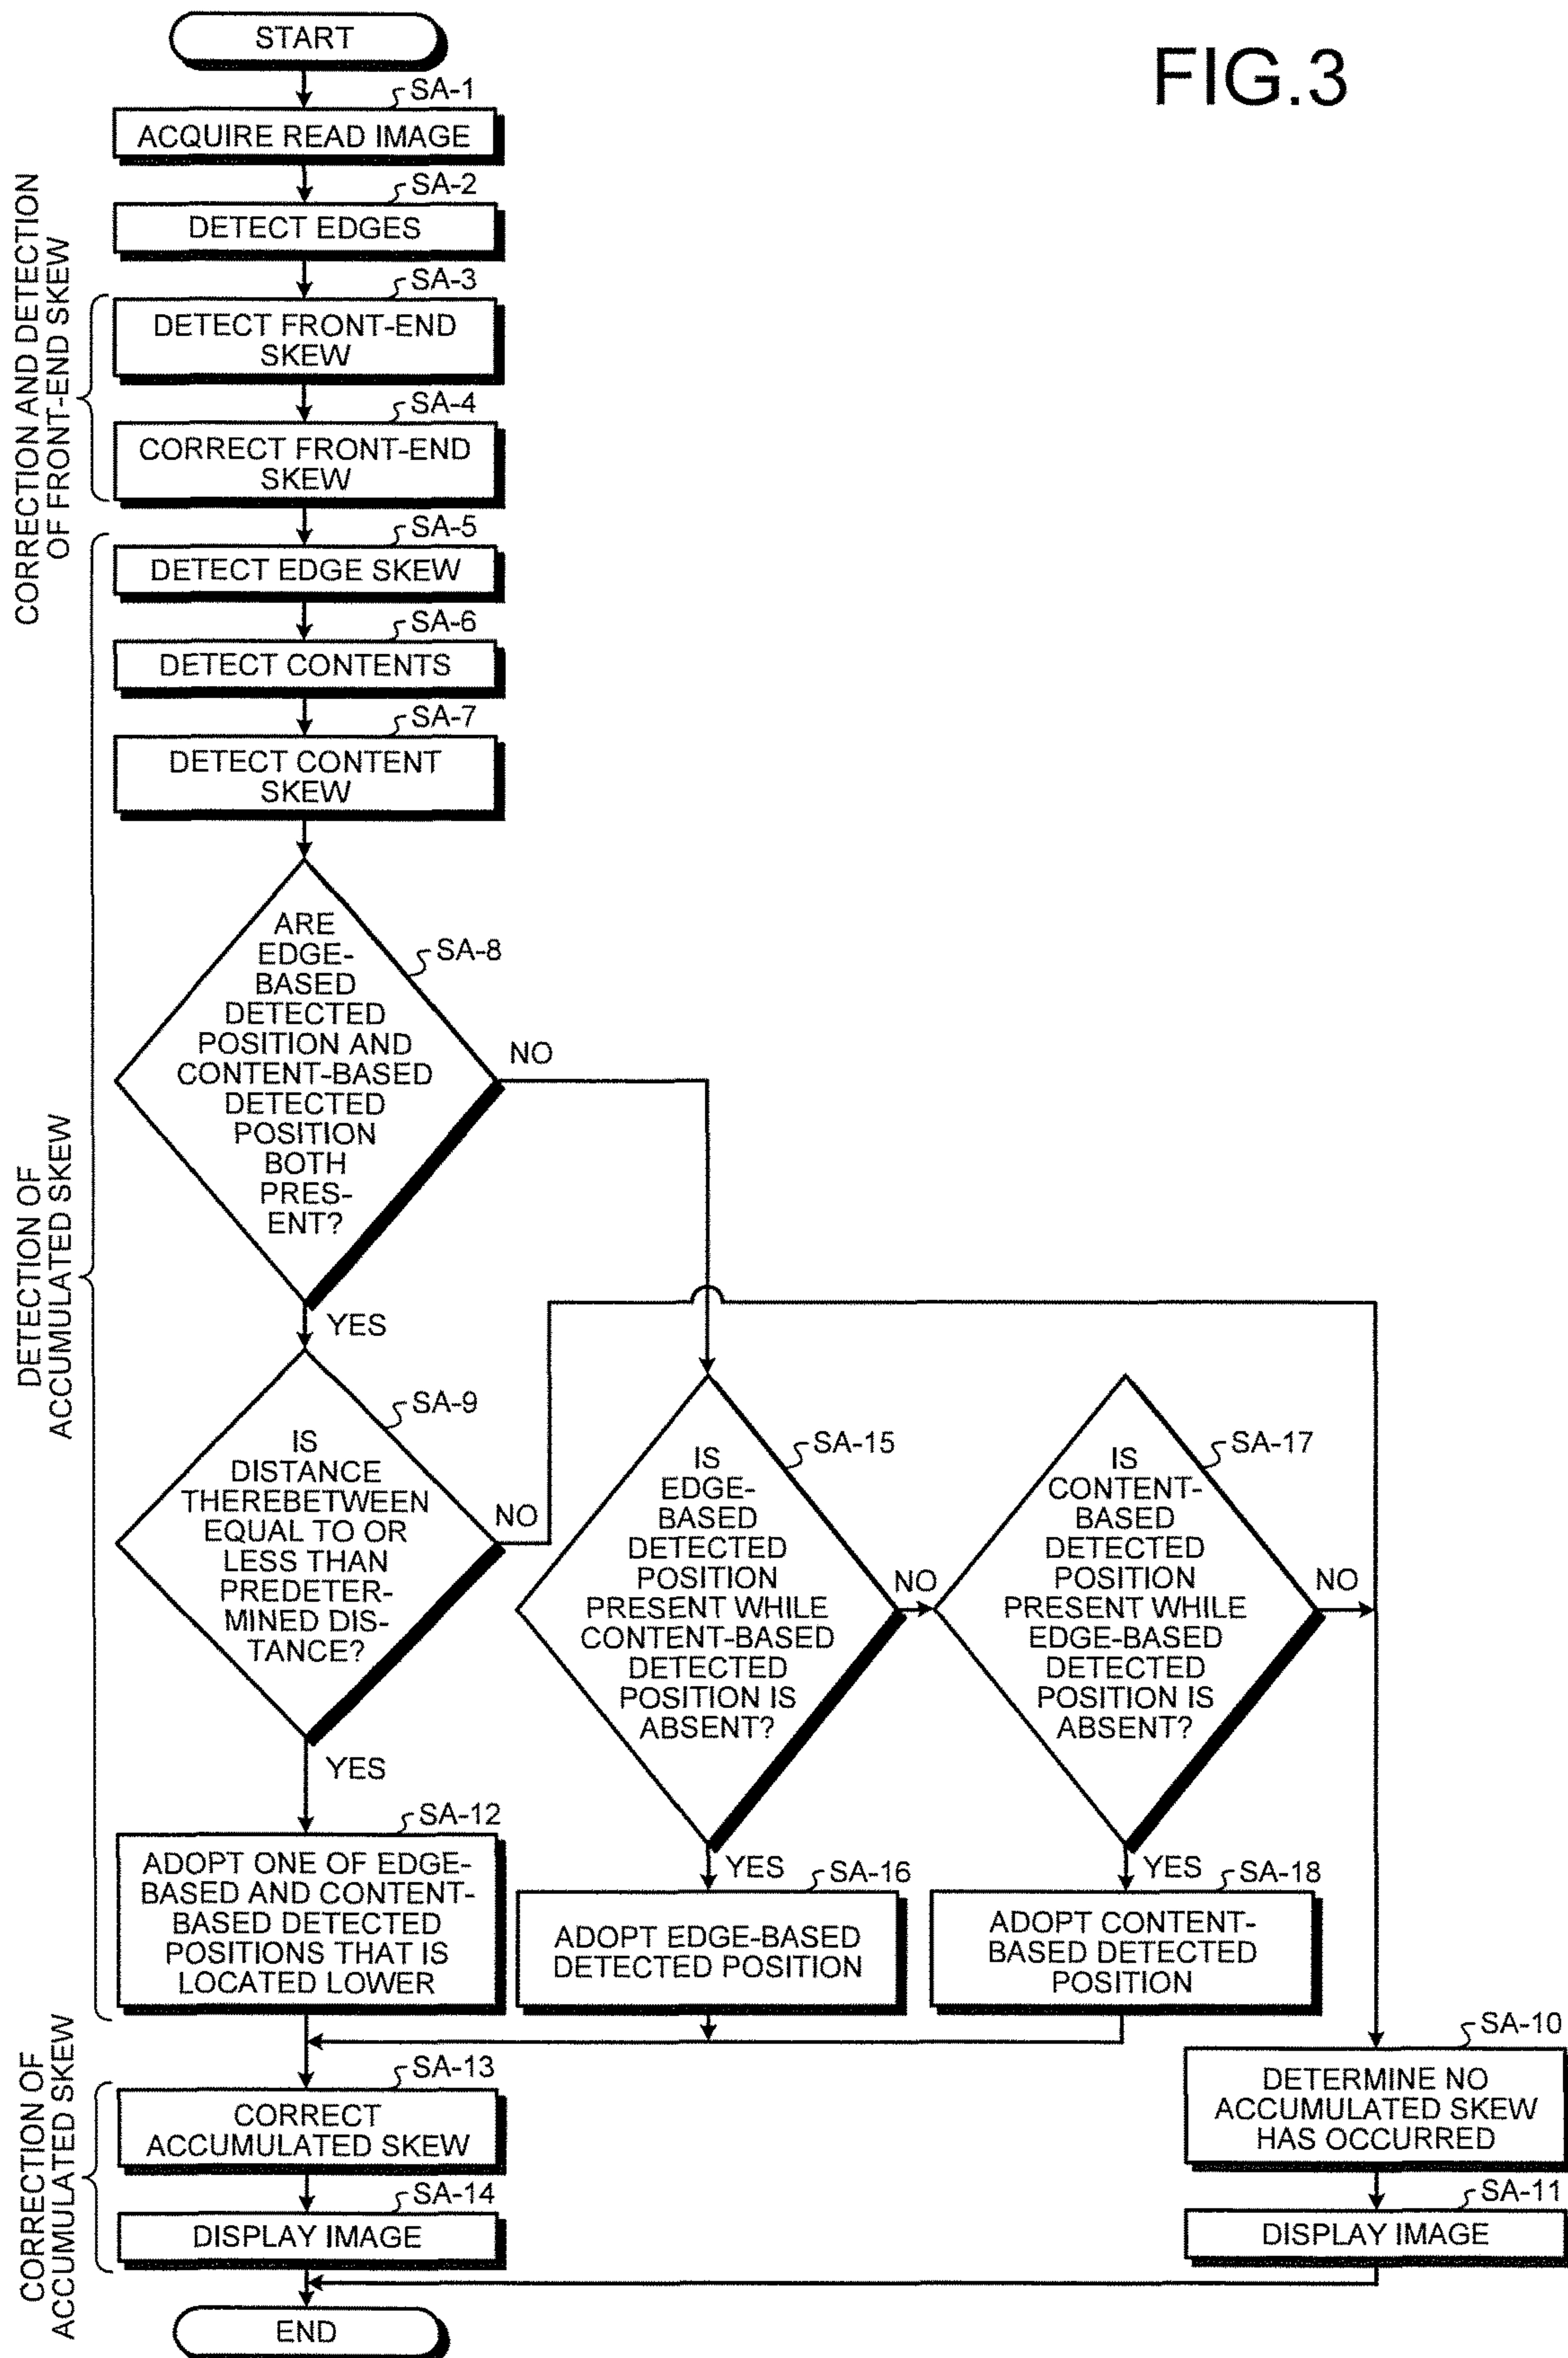 FIG.3
START
SA-1
ACQUIRE READ IMAGE
SA-2
DETECT EDGES
CORRECTION AND DETECTION
OF FRONT-END SKEW
SA-3
DETECT FRONT-END
SKEW
SA-4
CORRECT FRONT-END
SKEW
DETECTION OF
ACCUMULATED SKEW
SA-5
DETECT EDGE SKEW
SA-6
DETECT CONTENTS
SA-7
DETECT CONTENT
SKEW
SA-8
ARE
EDGE-
BASED
DETECTED
POSITION AND
CONTENT-BASED
DETECTED
POSITION
BOTH
PRES-
ENT?
NO
YES
SA-9
IS
DISTANCE
THEREBETWEEN
EQUAL TO OR
LESS THAN
PREDETER-
MINED DIS-
TANCE?
NO
YES
SA-15
IS
EDGE-
BASED
DETECTED
POSITION
PRESENT WHILE
CONTENT-BASED
DETECTED
POSITION IS
ABSENT?
NO
YES
SA-17
IS
CONTENT-
BASED
DETECTED
POSITION
PRESENT WHILE
EDGE-BASED
DETECTED
POSITION IS
ABSENT?
NO
YES
SA-12
ADOPT ONE OF EDGE-
BASED AND CONTENT-
BASED DETECTED
POSITIONS THAT IS
LOCATED LOWER
SA-16
ADOPT EDGE-BASED
DETECTED POSITION
SA-18
ADOPT CONTENT-
BASED DETECTED
POSITION
CORRECTION OF
ACCUMULATED SKEW
SA-13
CORRECT
ACCUMULATED SKEW
SA-14
DISPLAY IMAGE
SA-10
DETERMINE NO
ACCUMULATED SKEW
HAS OCCURRED
SA-11
DISPLAY IMAGE
END